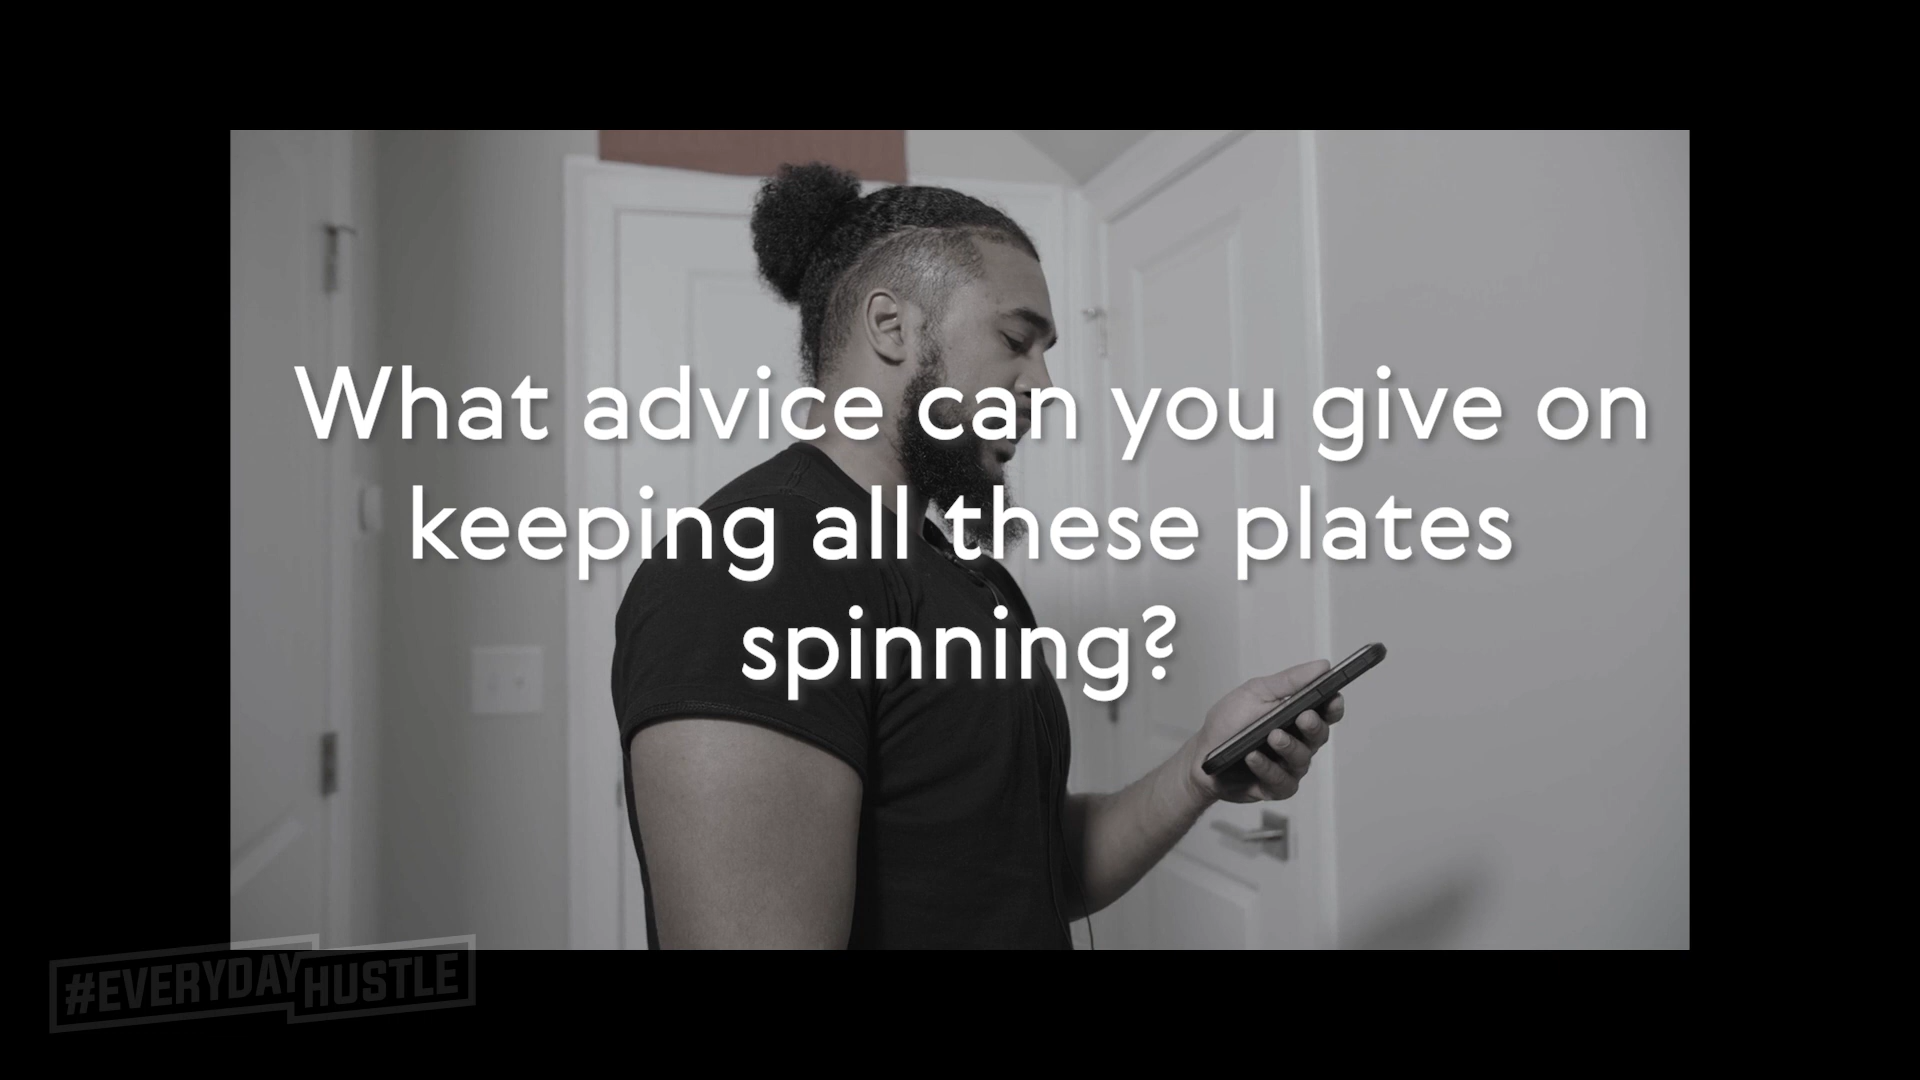 What advice can you give on
keeping all these plates
spinning?
#EVERYDAYHUSTLE